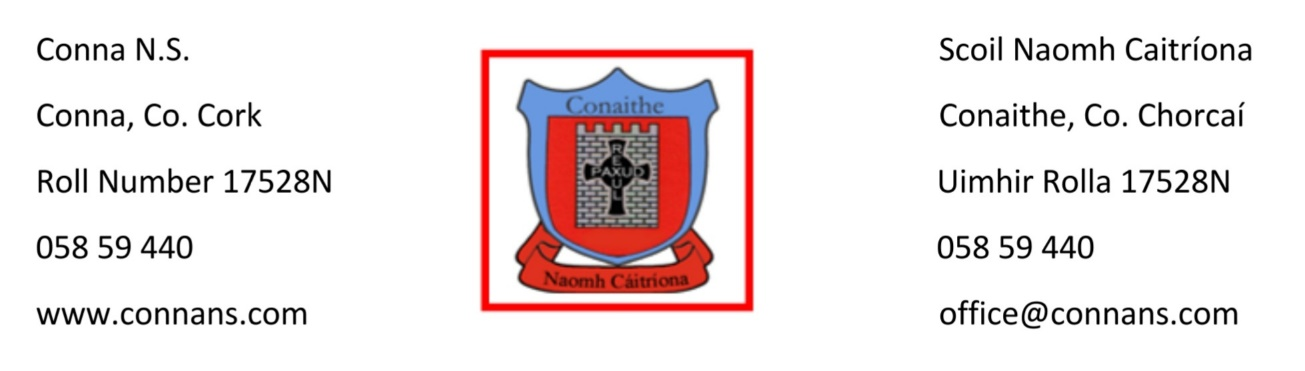 Conna N.S.
Conna, Co. Cork
Roll Number 17528N
058 59 440
www.connans.com
Conaithe
PAXUD
Naomh Cáitríona
Scoil Naomh Caitríona
Conaithe, Co. Chorcaí
Uimhir Rolla 17528N
058 59 440
office@connans.com